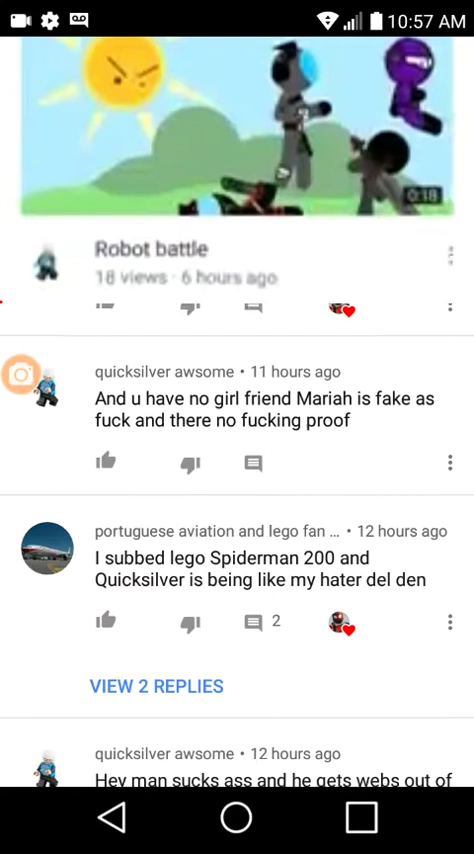 10:57 AM
0:18
Robot battle
18 views · 6 hours ago
quicksilver awsome • 11 hours ago
And u have no girl friend Mariah is fake as
fuck and there no fucking proof
portuguese aviation and lego fan ... • 12 hours ago
I subbed lego Spiderman 200 and
Quicksilver is being like my hater del den
2
VIEW 2 REPLIES
quicksilver awsome • 12 hours ago
Hey man sucks ass and he gets webs out of